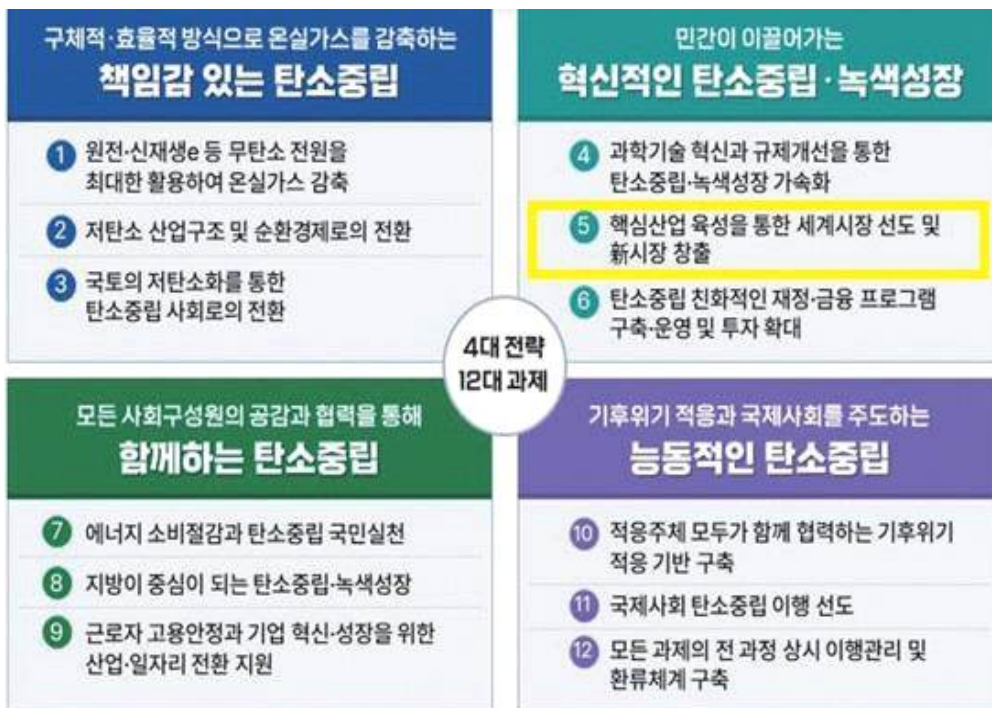 구체적·효율적 방식으로 온실가스를 감축하는
책임감 있는 탄소중립
1 원전·신재생e 등 무탄소 전원을
최대한 활용하여 온실가스 감축
2 저탄소 산업구조 및 순환경제로의 전환
3 국토의 저탄소화를 통한
탄소중립 사회로의 전환
민간이 이끌어가는
혁신적인 탄소중립·녹색성장
4 과학기술 혁신과 규제개선을 통한
탄소중립·녹색성장 가속화
5 핵심산업 육성을 통한 세계시장 선도 및
新시장 창출
6 탄소중립 친화적인 재정·금융 프로그램
구축·운영 및 투자 확대
4대 전략
12대 과제
모든 사회구성원의 공감과 협력을 통해
함께하는 탄소중립
7 에너지 소비절감과 탄소중립 국민실천
8 지방이 중심이 되는 탄소중립·녹색성장
9 근로자 고용안정과 기업 혁신·성장을 위한
산업·일자리 전환 지원
기후위기 적응과 국제사회를 주도하는
능동적인 탄소중립
10 적응주체 모두가 함께 협력하는 기후위기
적응 기반 구축
11 국제사회 탄소중립 이행 선도
12 모든 과제의 전 과정 상시 이행관리 및
환류체계 구축